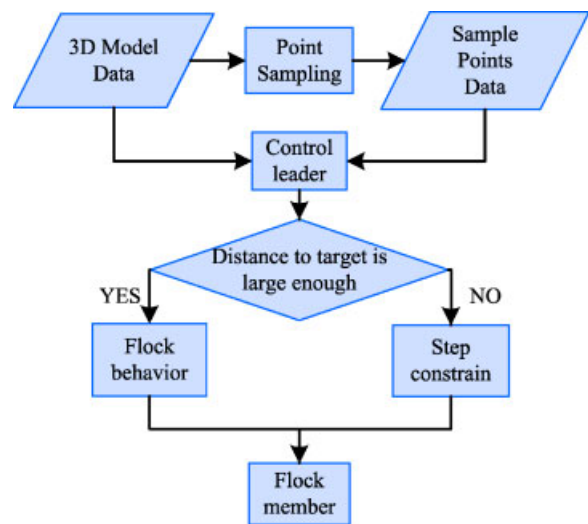 3D Model
Data
Point
Sampling
Sample
Points
Data
Control
leader
Distance to target is
large enough
YES
NO
Flock
behavior
Step
constrain
Flock
member